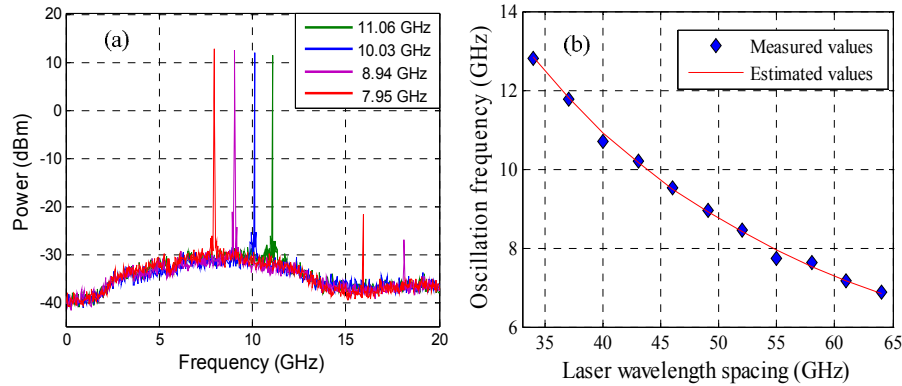 (a)
11.06 GHz
10.03 GHz
8.94 GHz
7.95 GHz
20
10
0
-10
-20
-30
-40
Power (dBm)
0
5
10
15
20
Frequency (GHz)
(b)
Measured values
Estimated values
14
12
10
8
6
Oscillation frequency (GHz)
35
40
45
50
55
60
65
Laser wavelength spacing (GHz)